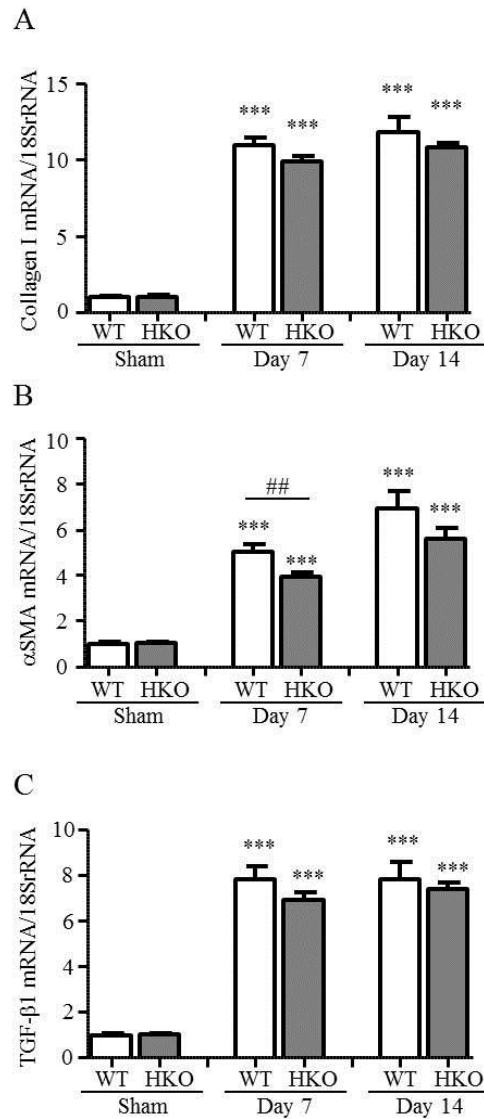 A
Collagen I mRNA/18SrRNA
15
10
5
0
*** *** *** ***
WT HKO WT HKO WT HKO
Sham Day 7 Day 14
B
αSMA mRNA/18SrRNA
10
8
6
4
2
0
##
*** *** *** ***
WT HKO WT HKO WT HKO
Sham Day 7 Day 14
C
TGF-β1 mRNA/18SrRNA
10
8
6
4
2
0
*** *** *** ***
WT HKO WT HKO WT HKO
Sham Day 7 Day 14